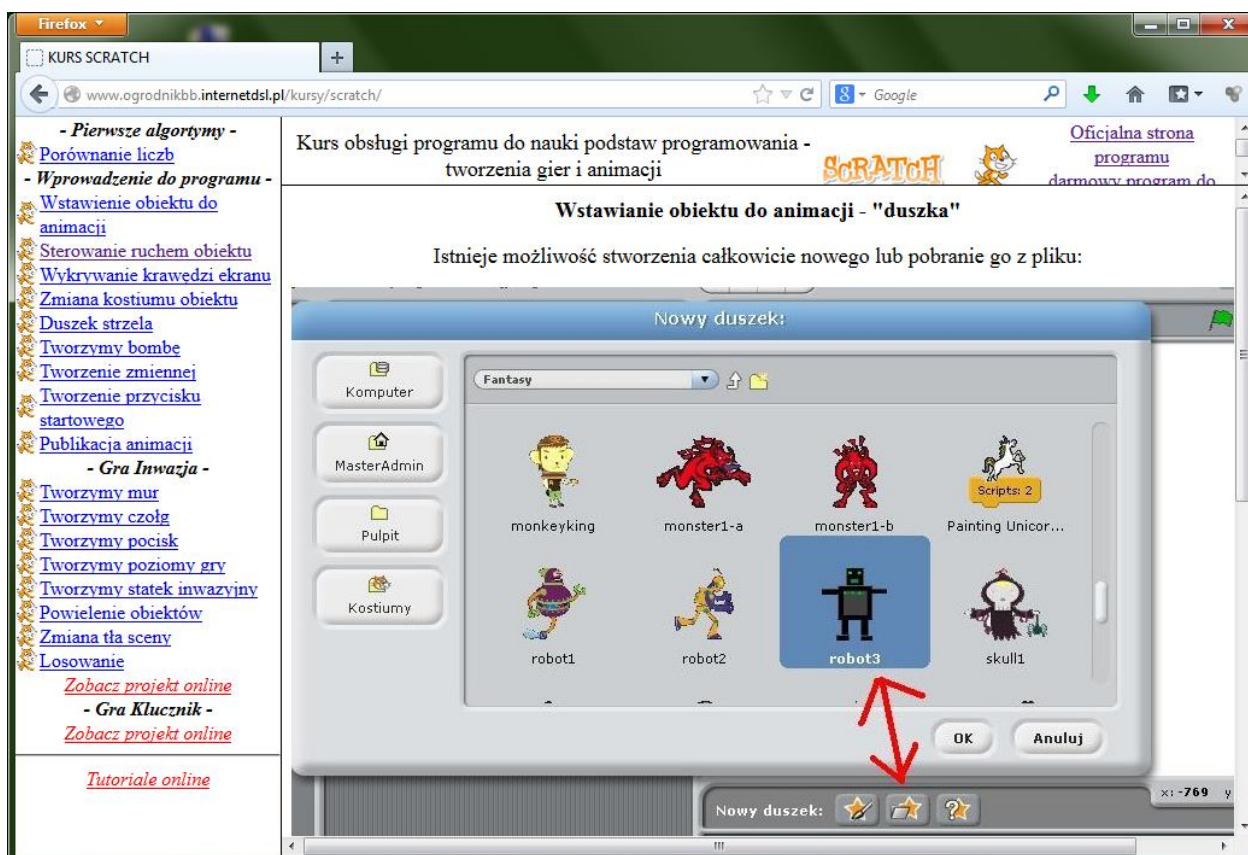 Firefox
KURS SCRATCH
www.ogrodnikbb.internetdsl.pl/kursy/scratch/
Google
- Pierwsze algortymy -
Porównanie liczb
- Wprowadzenie do programu -
Wstawienie obiektu do
animacji
Sterowanie ruchem obiektu
Wykrywanie krawędzi ekranu
Zmiana kostiumu obiektu
Duszek strzela
Tworzymy bombę
Tworzenie zmiennej
Tworzenie przycisku
startowego
Publikacja animacji
- Gra Inwazja -
Tworzymy mur
Tworzymy czołg
Tworzymy pocisk
Tworzymy poziomy gry
Tworzymy statek inwazyjny
Powielenie obiektów
Zmiana tła sceny
Losowanie
Zobacz projekt online
- Gra Klucznik -
Zobacz projekt online
Tutoriale online
Kurs obsługi programu do nauki podstaw programowania -
tworzenia gier i animacji
SCRATCH
Oficjalna strona
programu
darmowy program do
Wstawianie obiektu do animacji - "duszka"
Istnieje możliwość stworzenia całkowicie nowego lub pobranie go z pliku:
Nowy duszek:
Komputer
MasterAdmin
Pulpit
Kostiumy
Fantasy
Scripts: 2
monkeyking monster1-a monster1-b Painting Unicor...
robot1 robot2 robot3 skull1
OK Anuluj
x: -769 y
Nowy duszek: